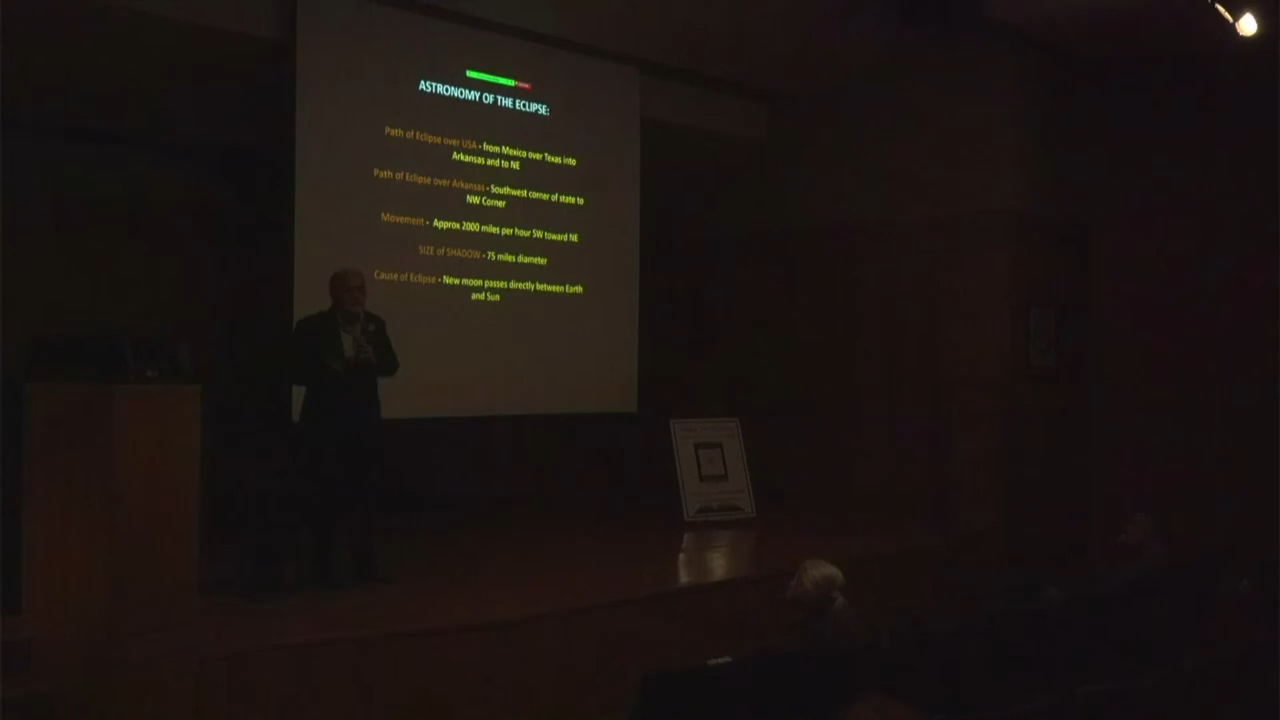 ASTRONOMY OF THE ECLIPSE:
Path of Eclipse over USA - from Mexico over Texas into
Arkansas and to NE
Path of Eclipse over Arkansas - Southwest corner of state to
NW Corner
Movement - Approx 2000 miles per hour SW toward NE
SIZE of SHADOW - 75 miles diameter
Cause of Eclipse - New moon passes directly between Earth
and Sun